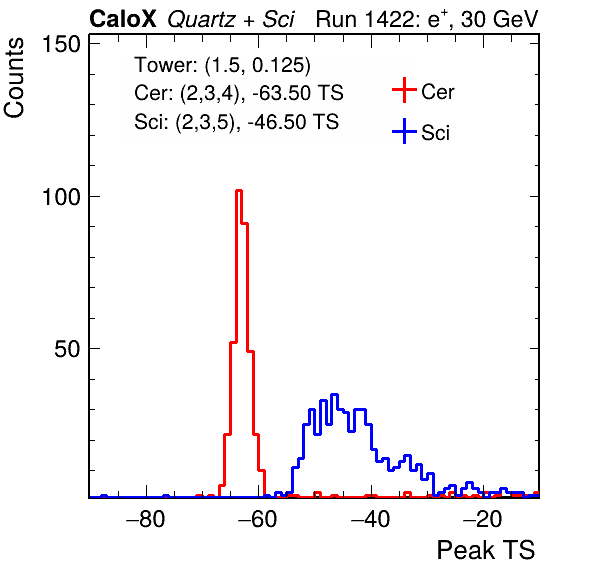 CaloX Quartz + Sci Run 1422: e⁺, 30 GeV
Counts
150
100
50
Tower: (1.5, 0.125)
Cer: (2,3,4), -63.50 TS
Sci: (2,3,5), -46.50 TS
Cer
Sci
−80 −60 −40 −20
Peak TS